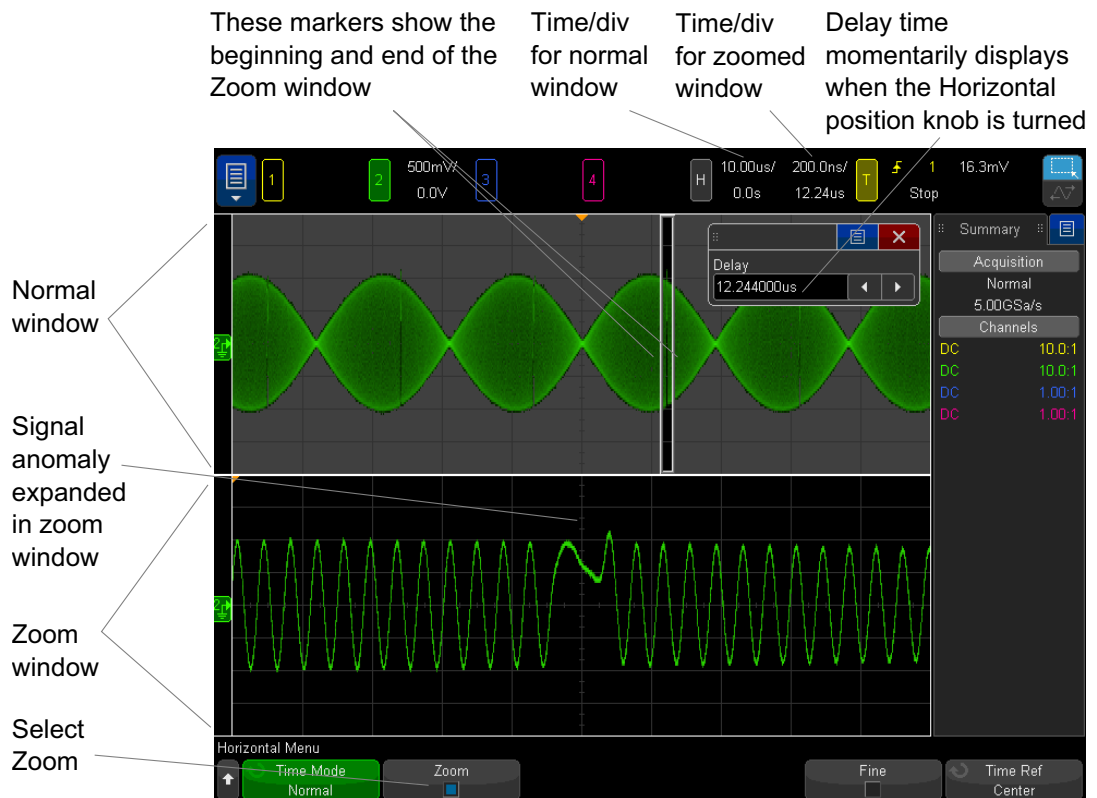 These markers show the
beginning and end of the
Zoom window
Time/div
for normal
window
Time/div
for zoomed
window
Delay time
momentarily displays
when the Horizontal
position knob is turned
1
2
500mV/
0.0V
3
4
H
10.00us/
0.0s
200.0ns/
12.24us
T
1
16.3mV
Stop
Normal
window
Delay
12.244000us
Summary
Acquisition
Normal
5.00GSa/s
Channels
DC 10.0:1
DC 10.0:1
DC 1.00:1
DC 1.00:1
2
Signal
anomaly
expanded
in zoom
window
2
Zoom
window
Select
Zoom
Horizontal Menu
Time Mode
Normal
Zoom
Fine
Time Ref
Center